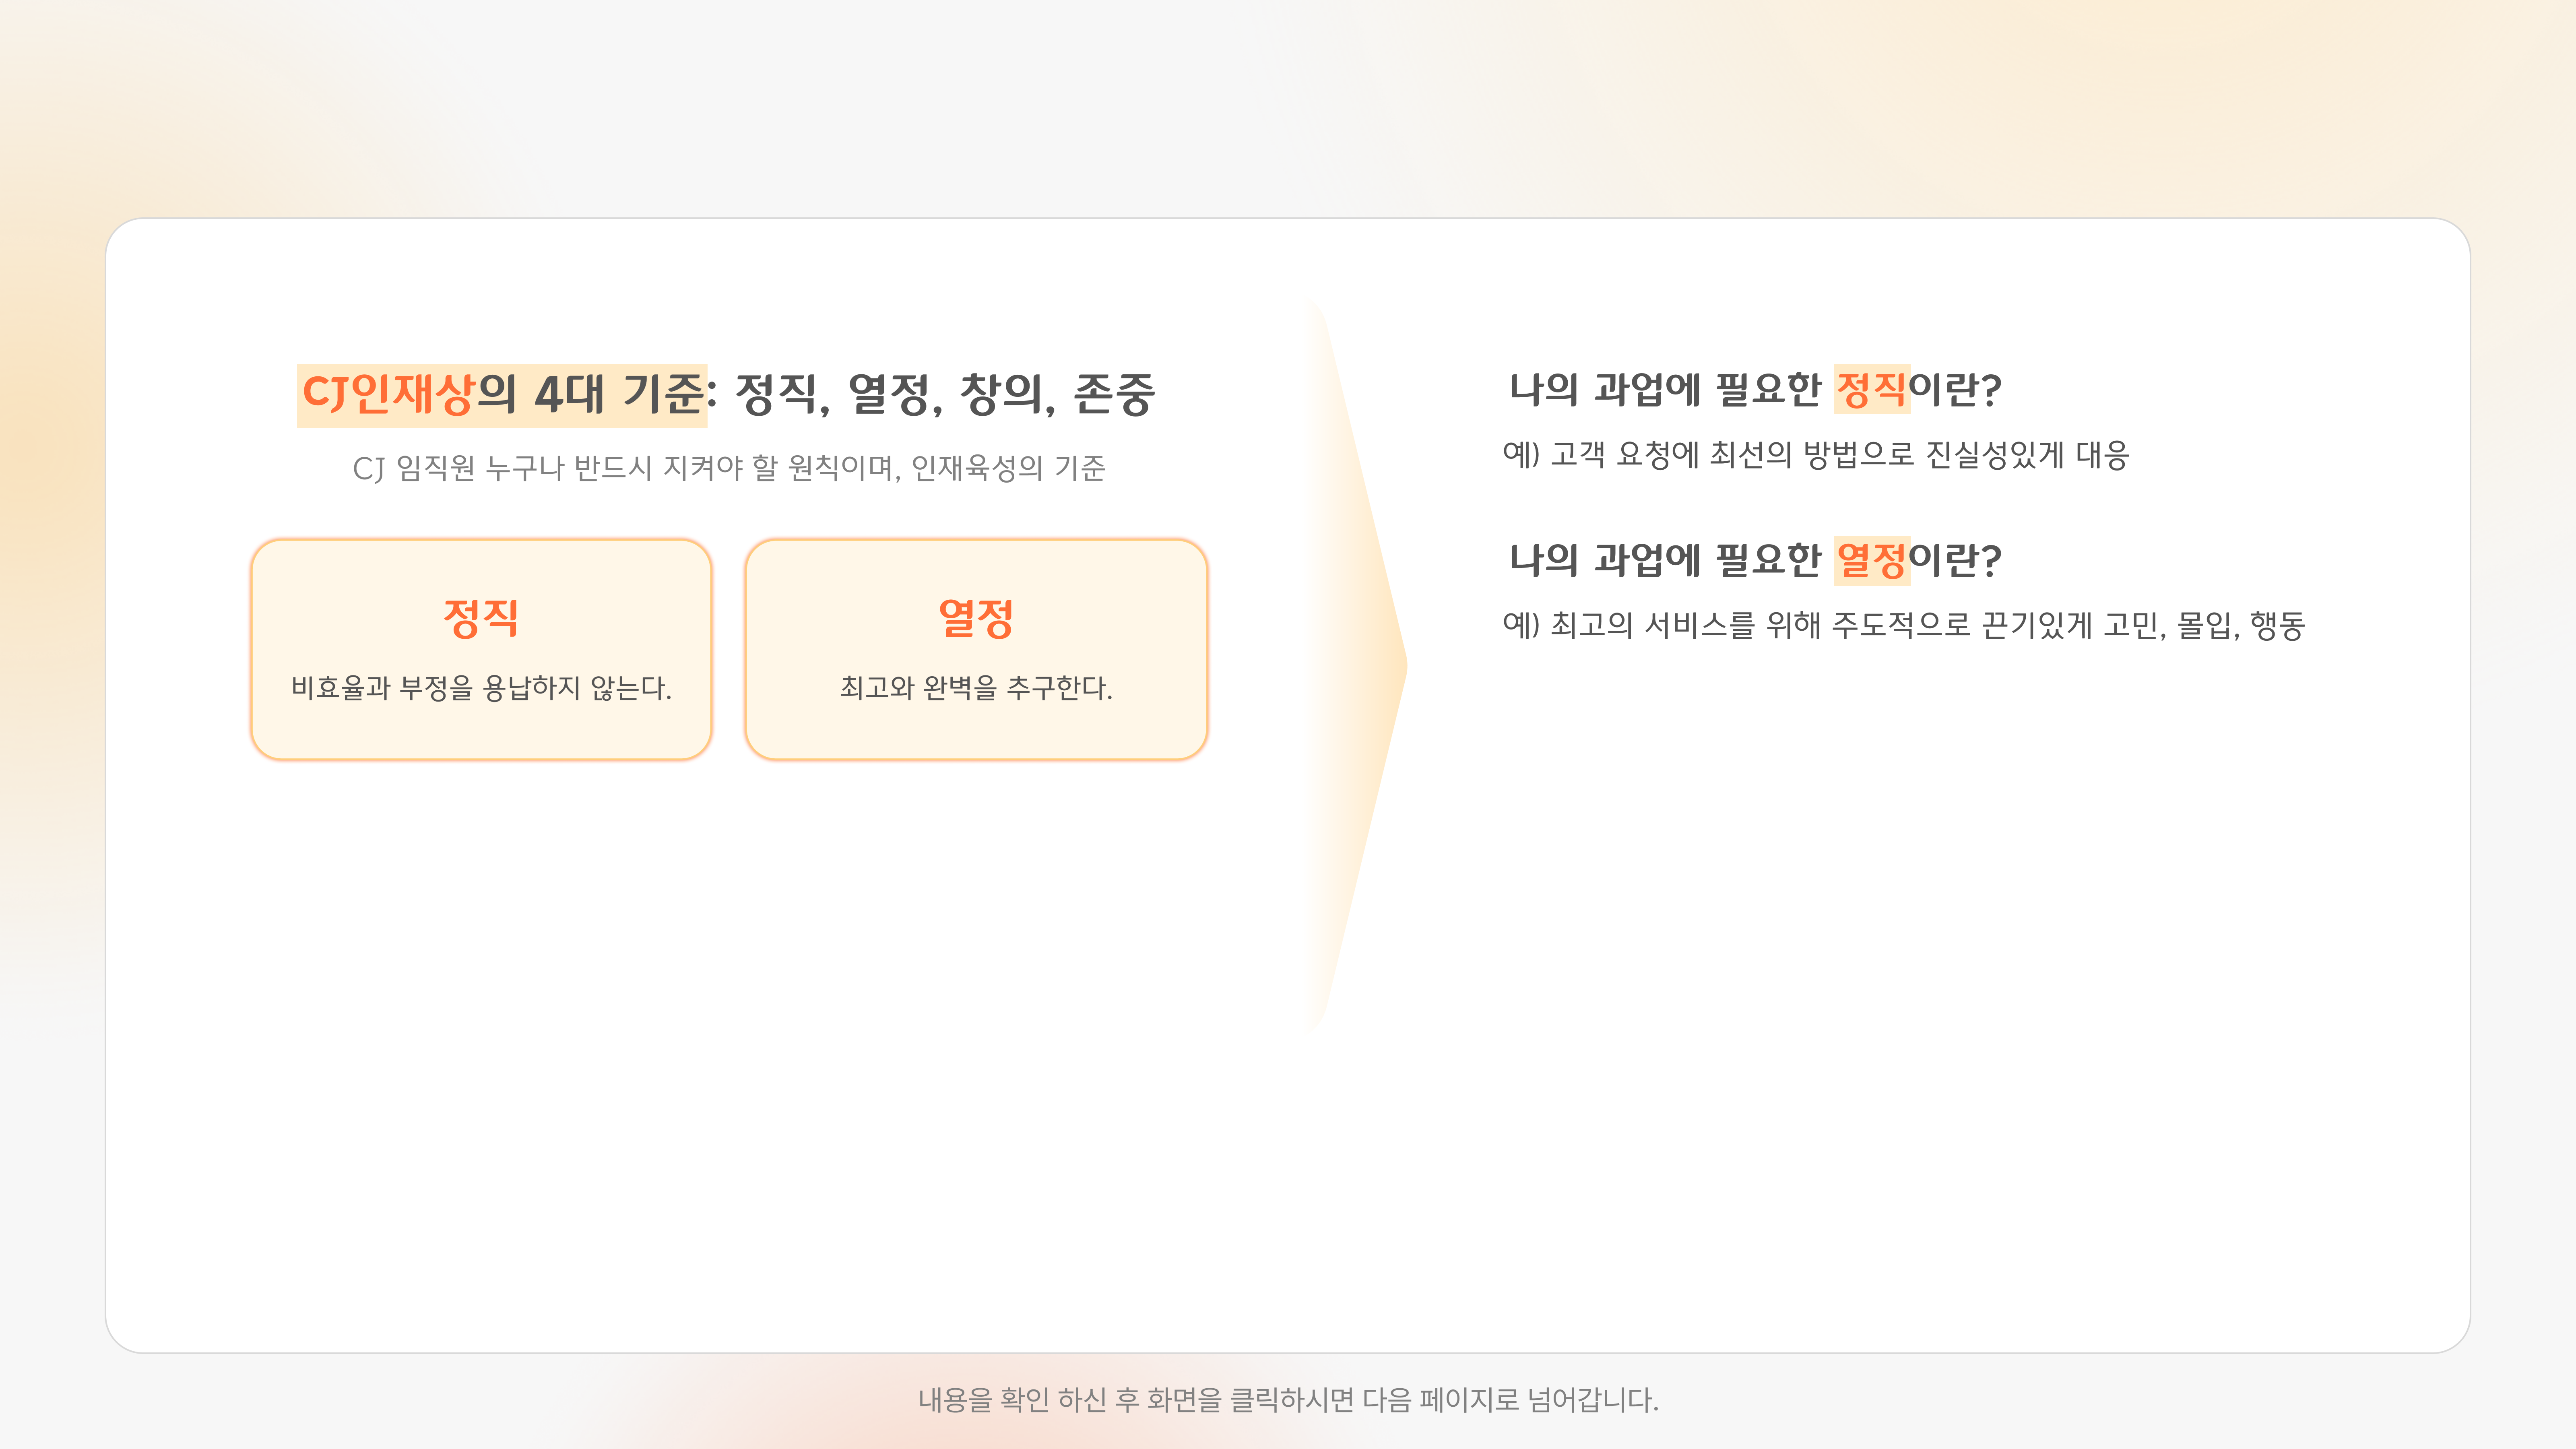 CJ인재상의 4대 기준: 정직, 열정, 창의, 존중
CJ 임직원 누구나 반드시 지켜야 할 원칙이며, 인재육성의 기준
정직
비효율과 부정을 용납하지 않는다.
열정
최고와 완벽을 추구한다.
나의 과업에 필요한 정직이란?
예) 고객 요청에 최선의 방법으로 진실성있게 대응
나의 과업에 필요한 열정이란?
예) 최고의 서비스를 위해 주도적으로 끈기있게 고민, 몰입, 행동
내용을 확인 하신 후 화면을 클릭하시면 다음 페이지로 넘어갑니다.